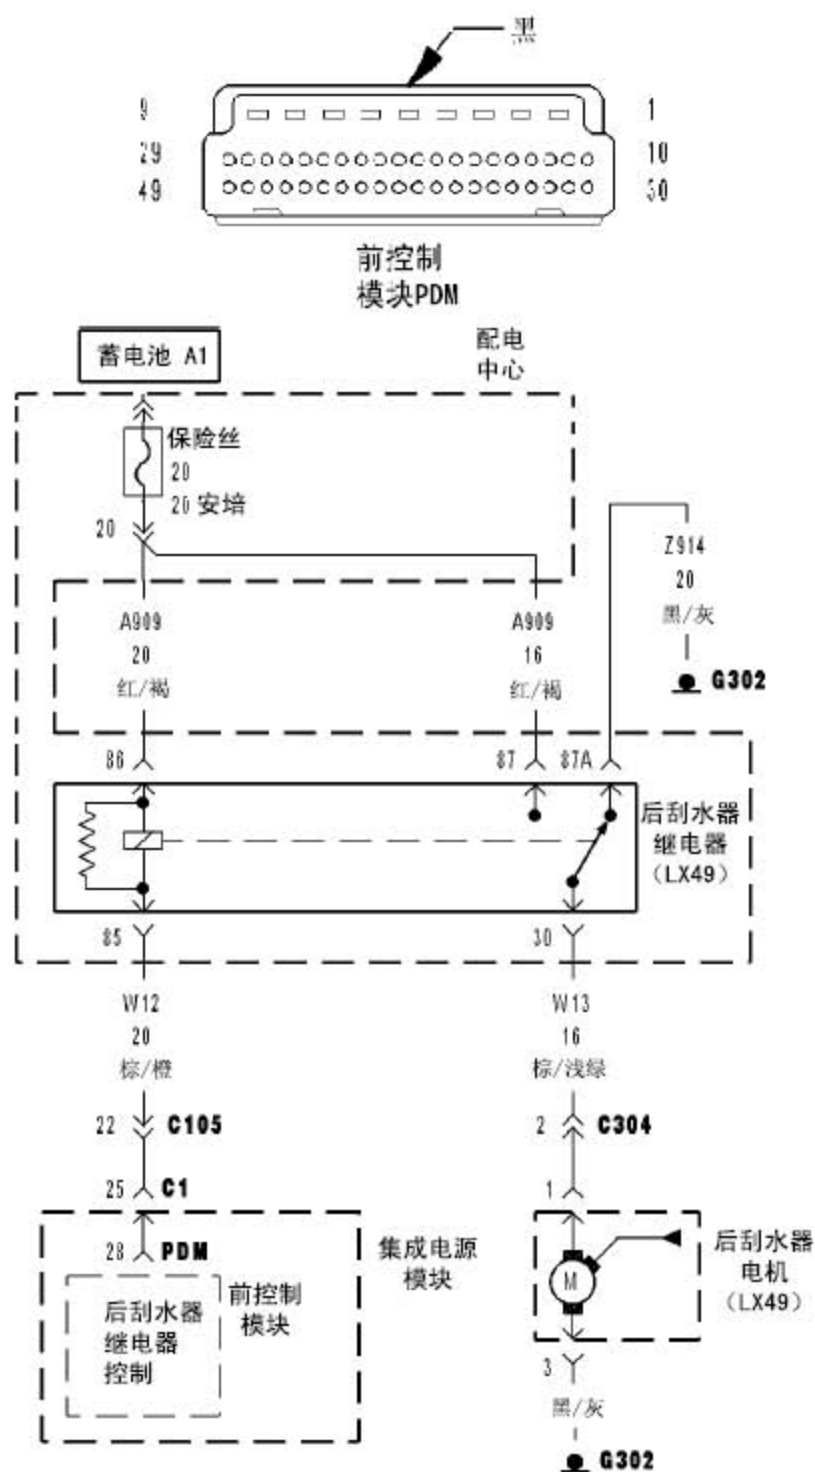 黑
9
1
29
10
49
50
前控制
模块PDM
蓄电池 A1
配电
中心
保险丝
20
20 安培
20
Z914
20
黑/灰
G302
A909
20
红/褐
A909
16
红/褐
86
87
87A
后刮水器
继电器
（LX49）
85
30
W12
20
棕/橙
W13
16
棕/浅绿
22
C105
2
C304
25
C1
1
28
PDM
集成电源
模块
前控制
模块
后刮水器
继电器
控制
M
后刮水器
电机
（LX49）
3
黑/灰
G302